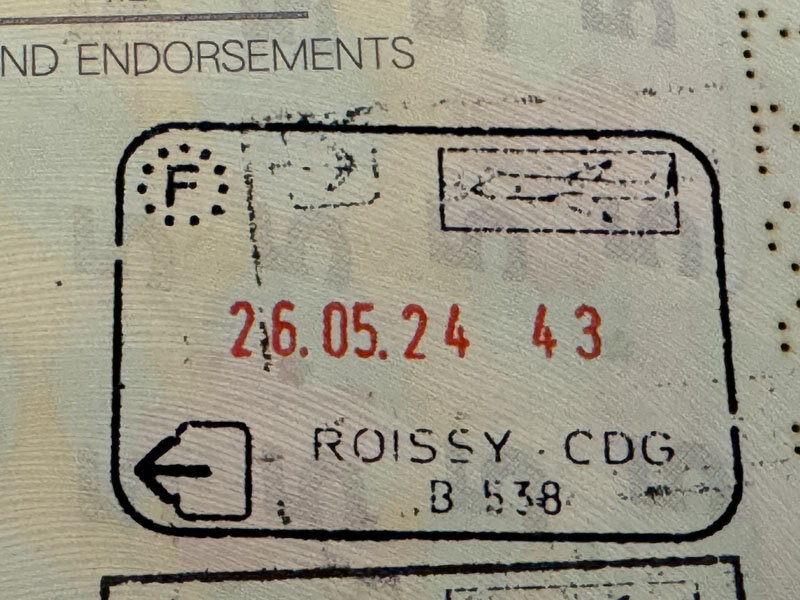 ND ENDORSEMENTS
F
26.05.24 43
ROISSY · CDG
B 538